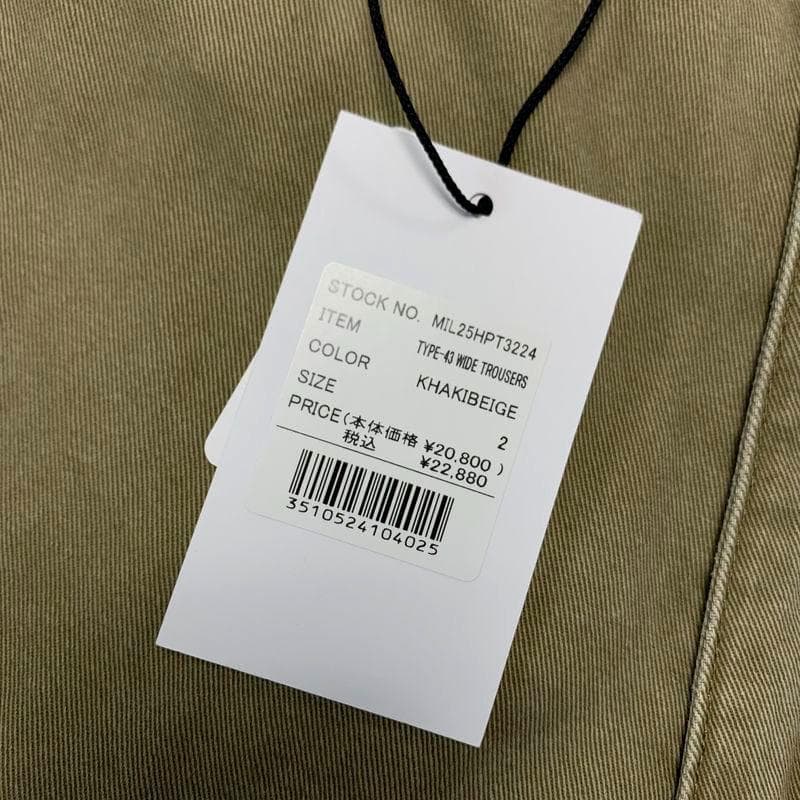 STOCK NO. MIL25HPT3224
ITEM TYPE-43 WIDE TROUSERS
COLOR KHAKIBEIGE
SIZE 2
PRICE(本体価格 ¥20,800 )
税込 ¥22,880
3510524104025